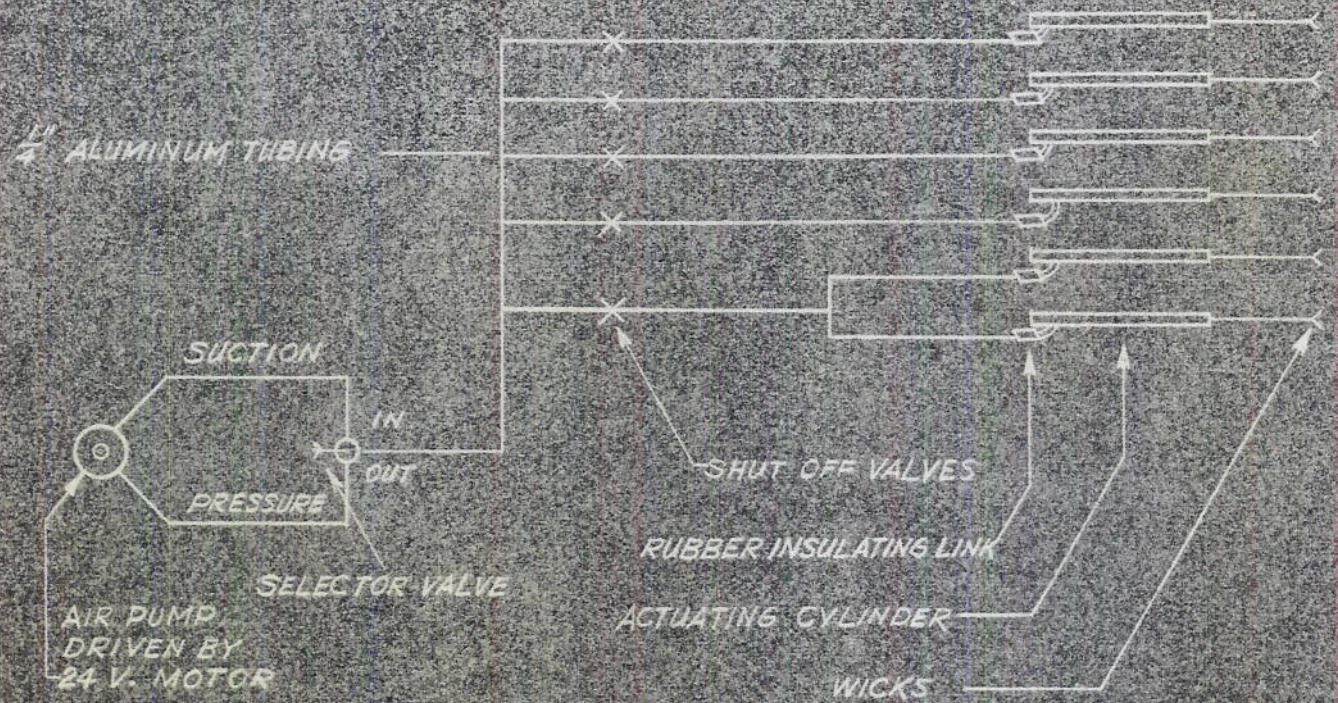 1/4" ALUMINUM TUBING
SUCTION
IN
OUT
PRESSURE
SELECTOR VALVE
AIR PUMP
DRIVEN BY
24 V. MOTOR
SHUT OFF VALVES
RUBBER INSULATING LINK
ACTUATING CYLINDER
WICKS